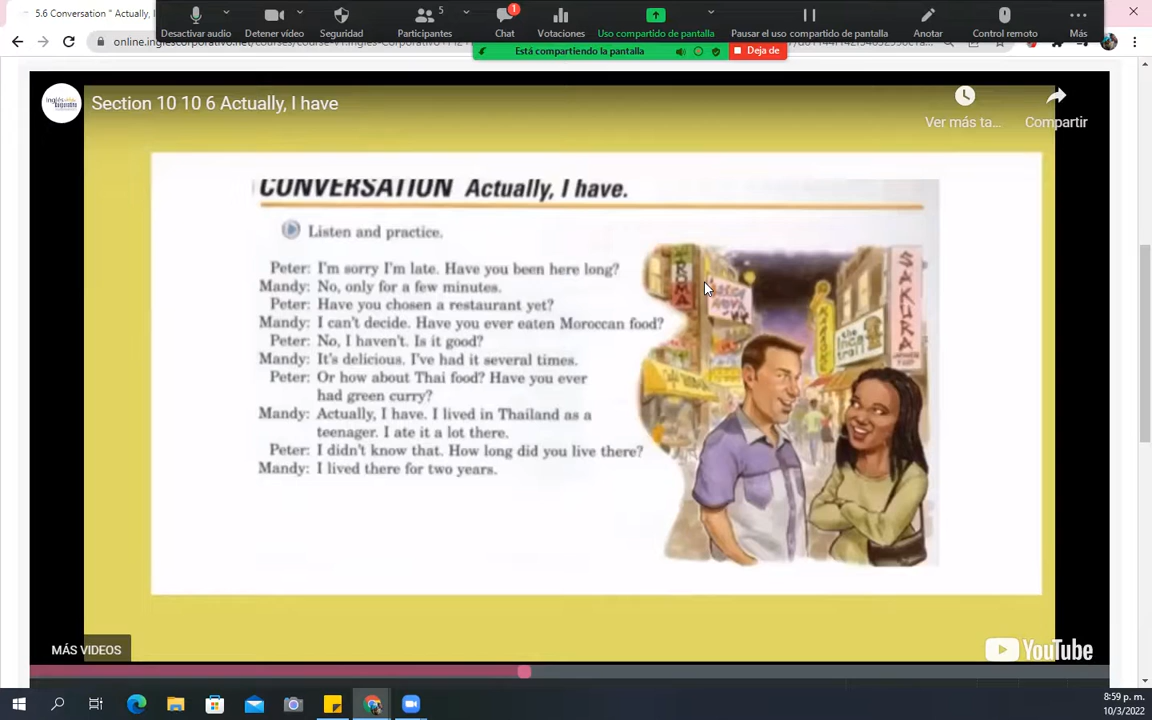 5.6 Conversation " Actually, I
Desactivar audio
Detener video
Seguridad
5
Participantes
1
Chat
Votaciones
Uso compartido de pantalla
Pausar el uso compartido de pantalla
Anotar
Control remoto
Más
Está compartiendo la pantalla
Deja de
Section 10 10 6 Actually, I have
Ver más ta...
Compartir
CONVERSATION Actually, I have.
Listen and practice.
Peter: I'm sorry I'm late. Have you been here long?
Mandy: No, only for a few minutes.
Peter: Have you chosen a restaurant yet?
Mandy: I can't decide. Have you ever eaten Moroccan food?
Peter: No, I haven't. Is it good?
Mandy: It's delicious. I've had it several times.
Peter: Or how about Thai food? Have you ever
had green curry?
Mandy: Actually, I have. I lived in Thailand as a
teenager. I ate it a lot there.
Peter: I didn't know that. How long did you live there?
Mandy: I lived there for two years.
ROMA
KARAOKE
the
Inca
trail
SAKURA
MÁS VIDEOS
YouTube
8:59 p. m.
10/3/2022